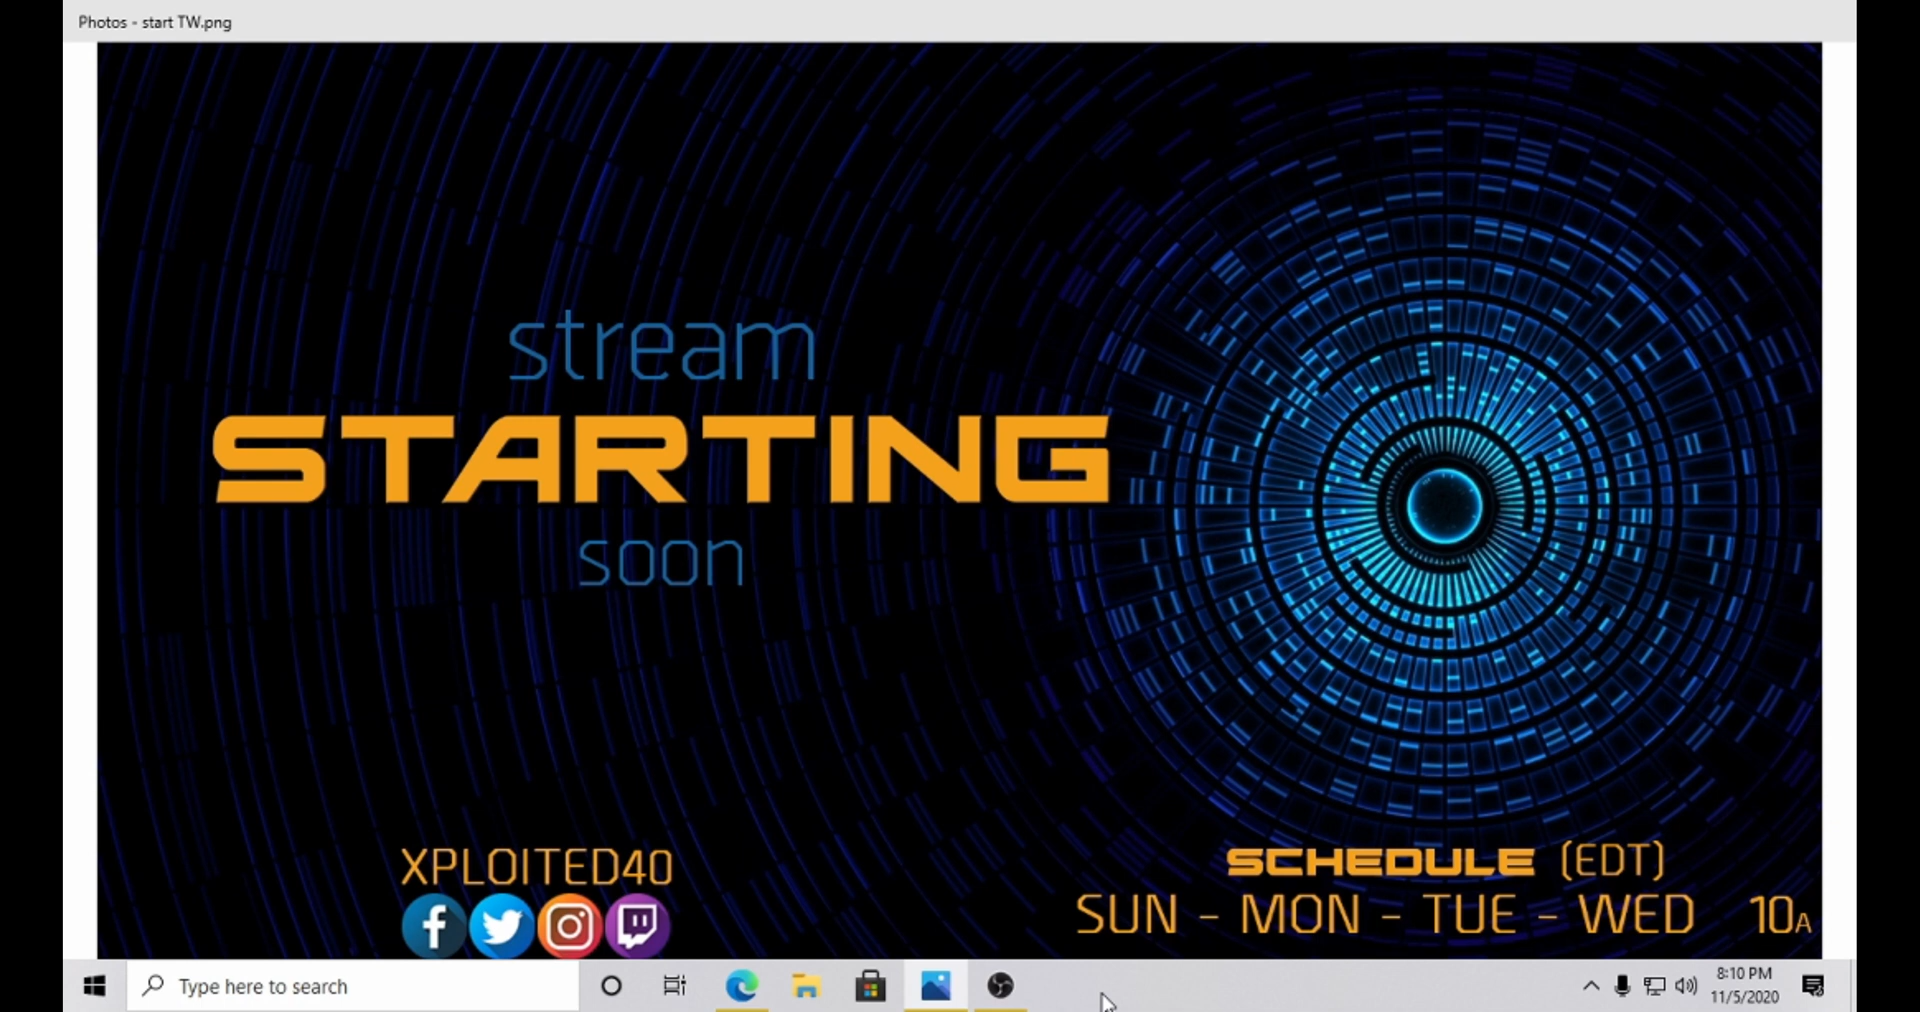 Photos - start TW.png
stream
STARTING
soon
XPLOITED40
SCHEDULE (EDT)
SUN - MON - TUE - WED 10A
Type here to search
8:10 PM
11/5/2020